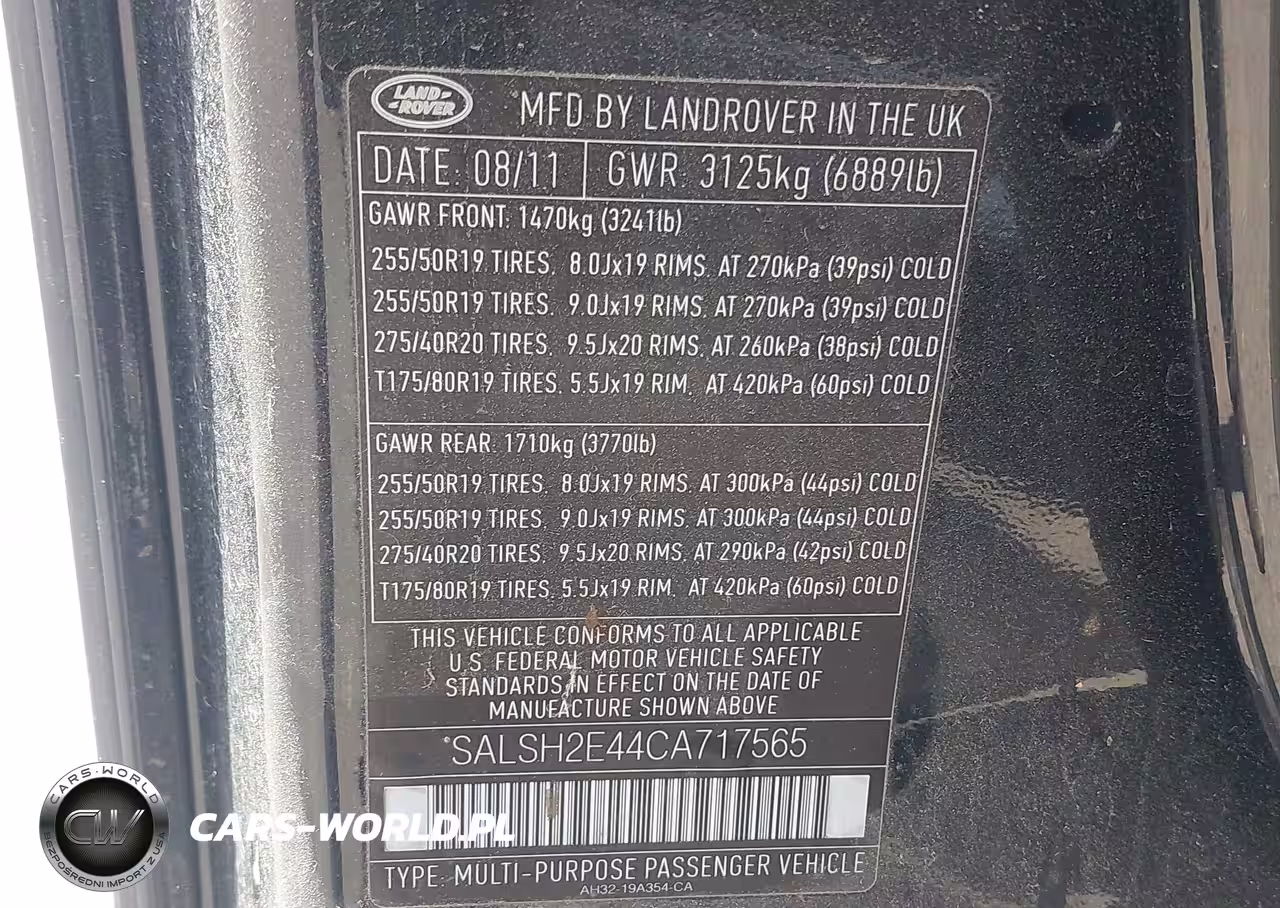 LAND-
-ROVER
MFD BY LANDROVER IN THE UK
DATE: 08/11 GWR: 3125kg (6889lb)
GAWR FRONT: 1470kg (3241lb)
255/50R19 TIRES, 8.0Jx19 RIMS, AT 270kPa (39psi) COLD
255/50R19 TIRES, 9.0Jx19 RIMS, AT 270kPa (39psi) COLD
275/40R20 TIRES, 9.5Jx20 RIMS, AT 260kPa (38psi) COLD
T175/80R19 TIRES, 5.5Jx19 RIM, AT 420kPa (60psi) COLD
GAWR REAR: 1710kg (3770lb)
255/50R19 TIRES, 8.0Jx19 RIMS, AT 300kPa (44psi) COLD
255/50R19 TIRES, 9.0Jx19 RIMS, AT 300kPa (44psi) COLD
275/40R20 TIRES, 9.5Jx20 RIMS, AT 290kPa (42psi) COLD
T175/80R19 TIRES, 5.5Jx19 RIM, AT 420kPa (60psi) COLD
THIS VEHICLE CONFORMS TO ALL APPLICABLE
U.S. FEDERAL MOTOR VEHICLE SAFETY
STANDARDS IN EFFECT ON THE DATE OF
MANUFACTURE SHOWN ABOVE
*SALSH2E44CA717565
TYPE: MULTI-PURPOSE PASSENGER VEHICLE
AH32-19A354-CA
CARS-WORLD
CW
BEZPOŚREDNI IMPORT Z USA
CARS-WORLD.PL